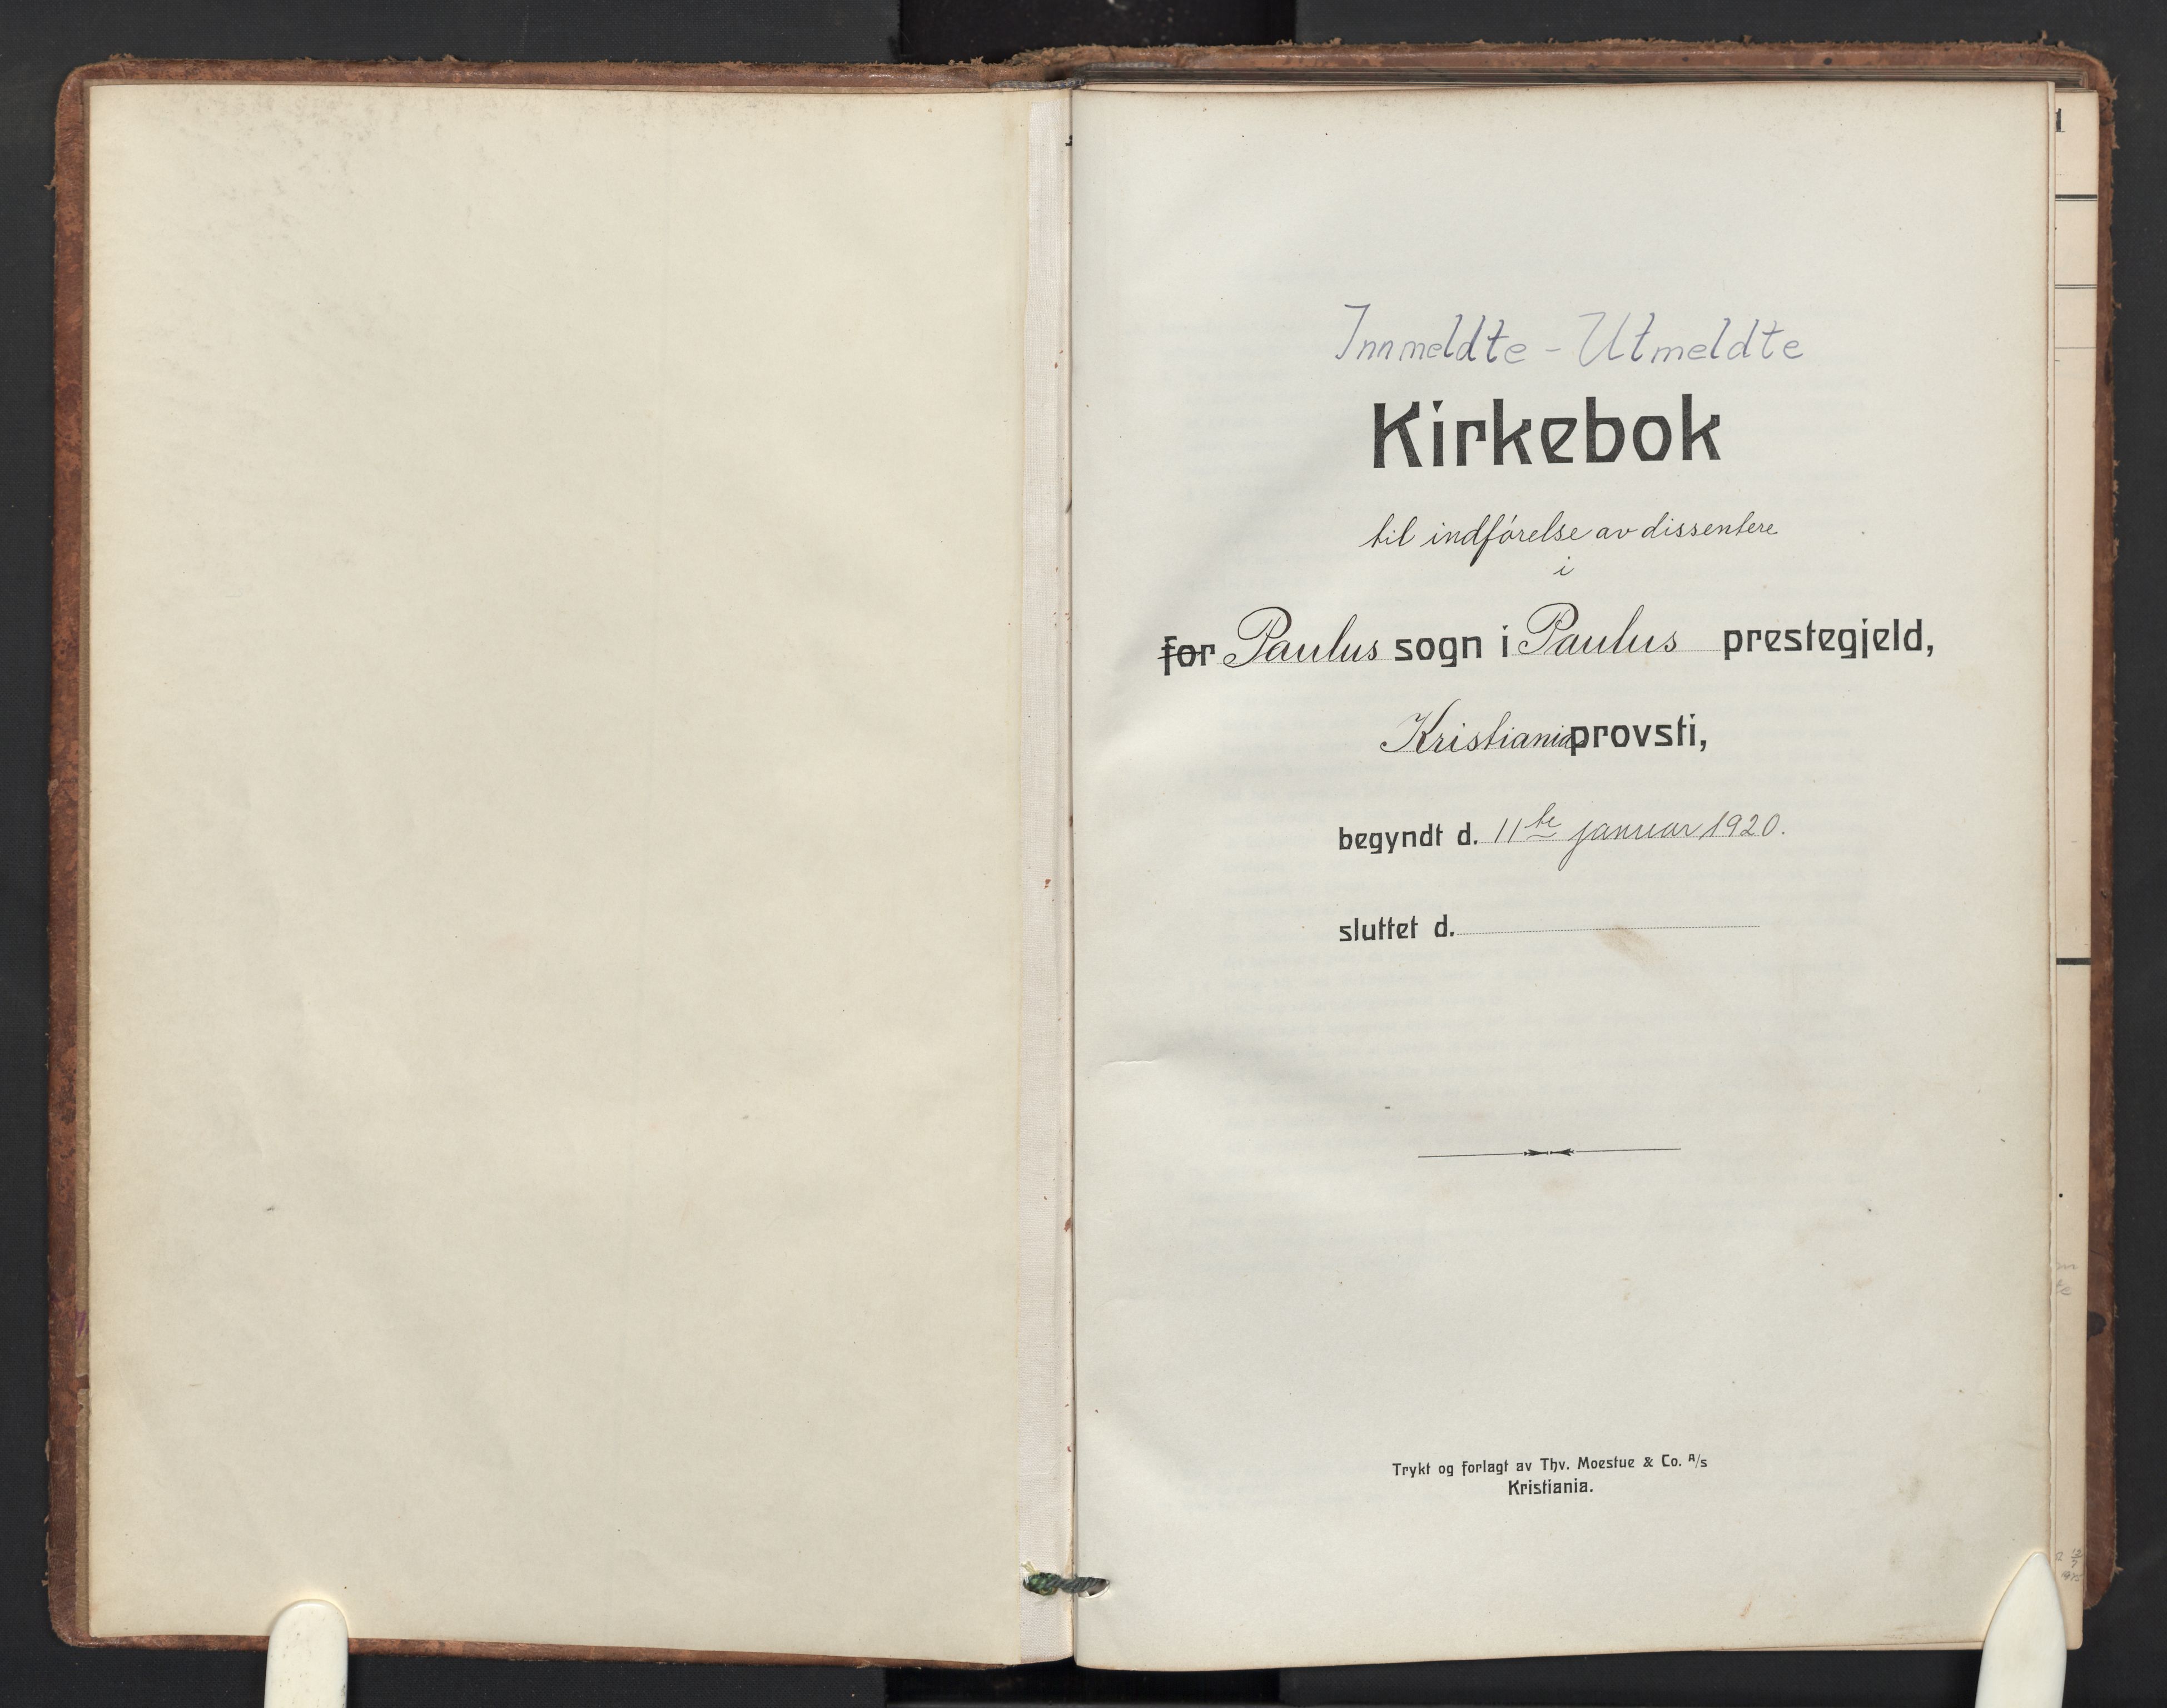 Innmeldte - Utmeldte
Kirkebok
til indførelse av dissentere
i
for Paulus sogn i Paulus prestegjeld,
Kristiania provsti,
begyndt d. 11te januar 1920.
sluttet d.
Trykt og forlagt av Thv. Moestue & Co. A/s
Kristiania.